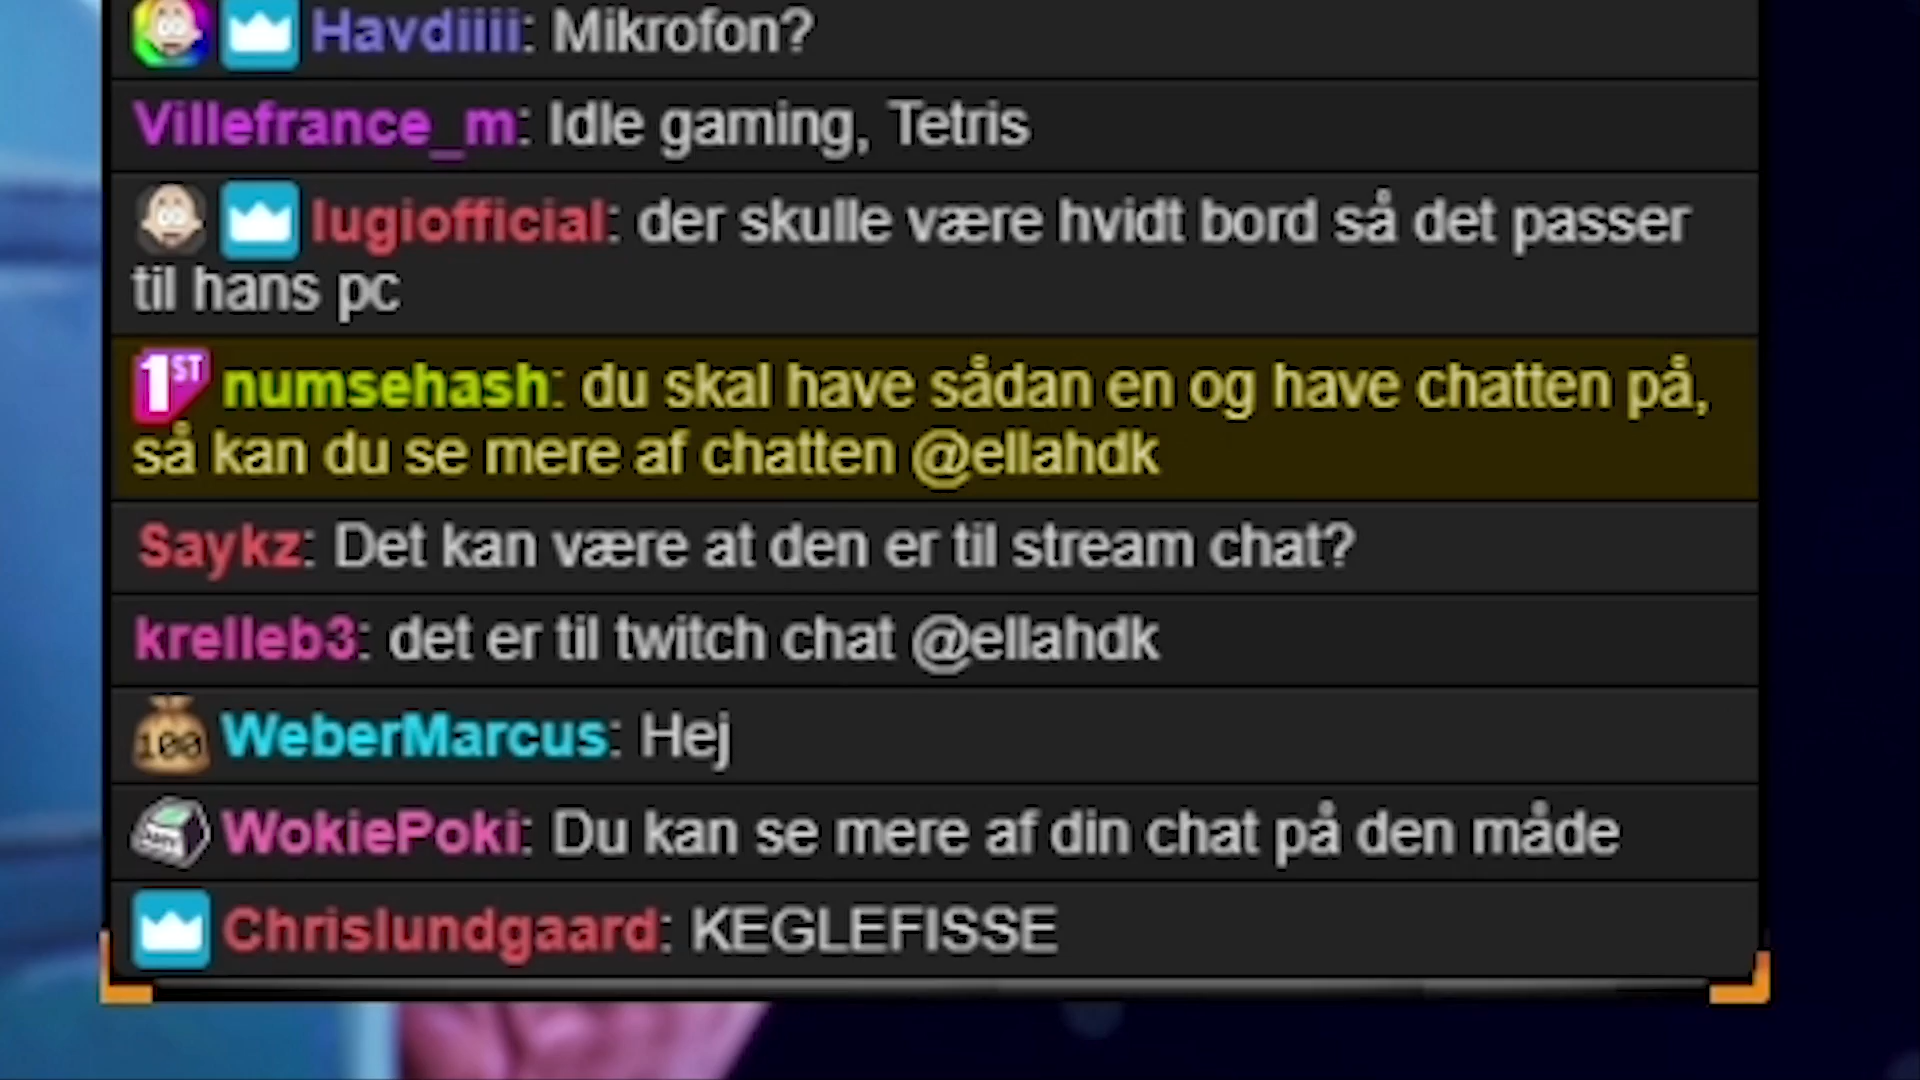 Havdiiii: Mikrofon?
Villefrance_m: Idle gaming, Tetris
lugiofficial: der skulle være hvidt bord så det passer
til hans pc
1ST numsehash: du skal have sådan en og have chatten på,
så kan du se mere af chatten @ellahdk
Saykz: Det kan være at den er til stream chat?
krelleb3: det er til twitch chat @ellahdk
100 WeberMarcus: Hej
WokiePoki: Du kan se mere af din chat på den måde
Chrislundgaard: KEGLEFISSE